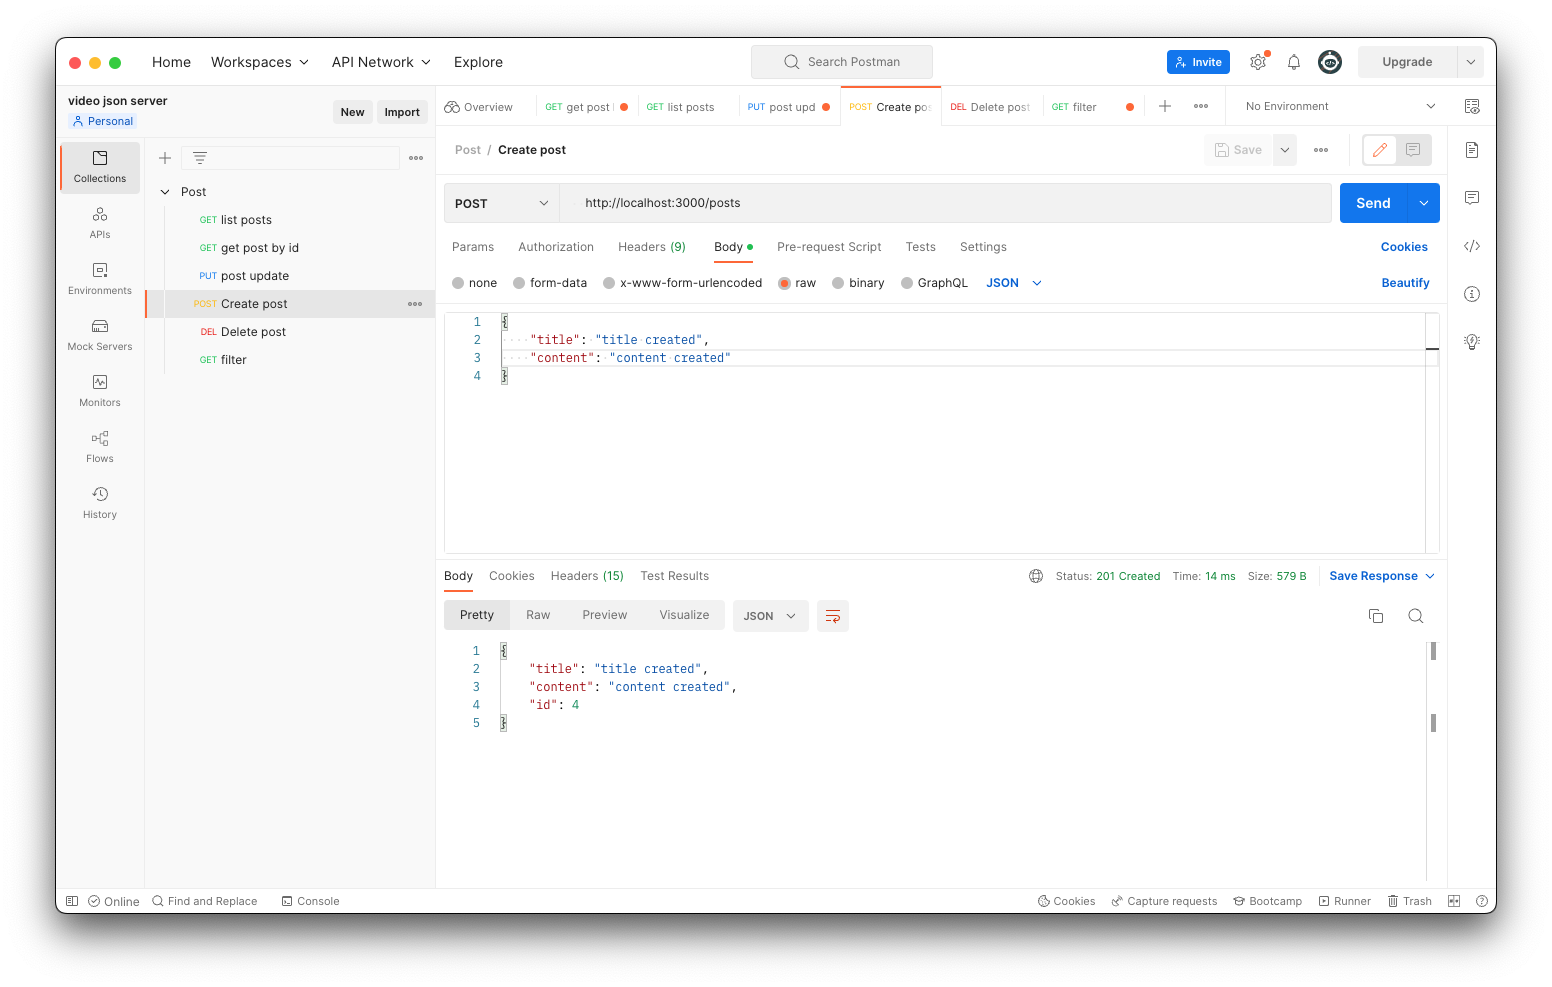 Home Workspaces API Network Explore Search Postman Invite Upgrade
video json server
Personal
New Import
Overview GET get post PUT post upd POST Create pos DEL Delete post GET filter No Environment
GET list posts
Collections
APIs
Environments
Mock Servers
Monitors
Flows
History
Post
GET list posts
GET get post by id
PUT post update
POST Create post
DEL Delete post
GET filter
Post / Create post Save
POST http://localhost:3000/posts Send
Params Authorization Headers (9) Body Pre-request Script Tests Settings Cookies
none form-data x-www-form-urlencoded raw binary GraphQL JSON Beautify
1 {
2 "title": "title created",
3 "content": "content created"
4 }
Body Cookies Headers (15) Test Results Status: 201 Created Time: 14 ms Size: 579 B Save Response
Pretty Raw Preview Visualize JSON
1 {
2 "title": "title created",
3 "content": "content created",
4 "id": 4
5 }
Online Find and Replace Console Cookies Capture requests Bootcamp Runner Trash